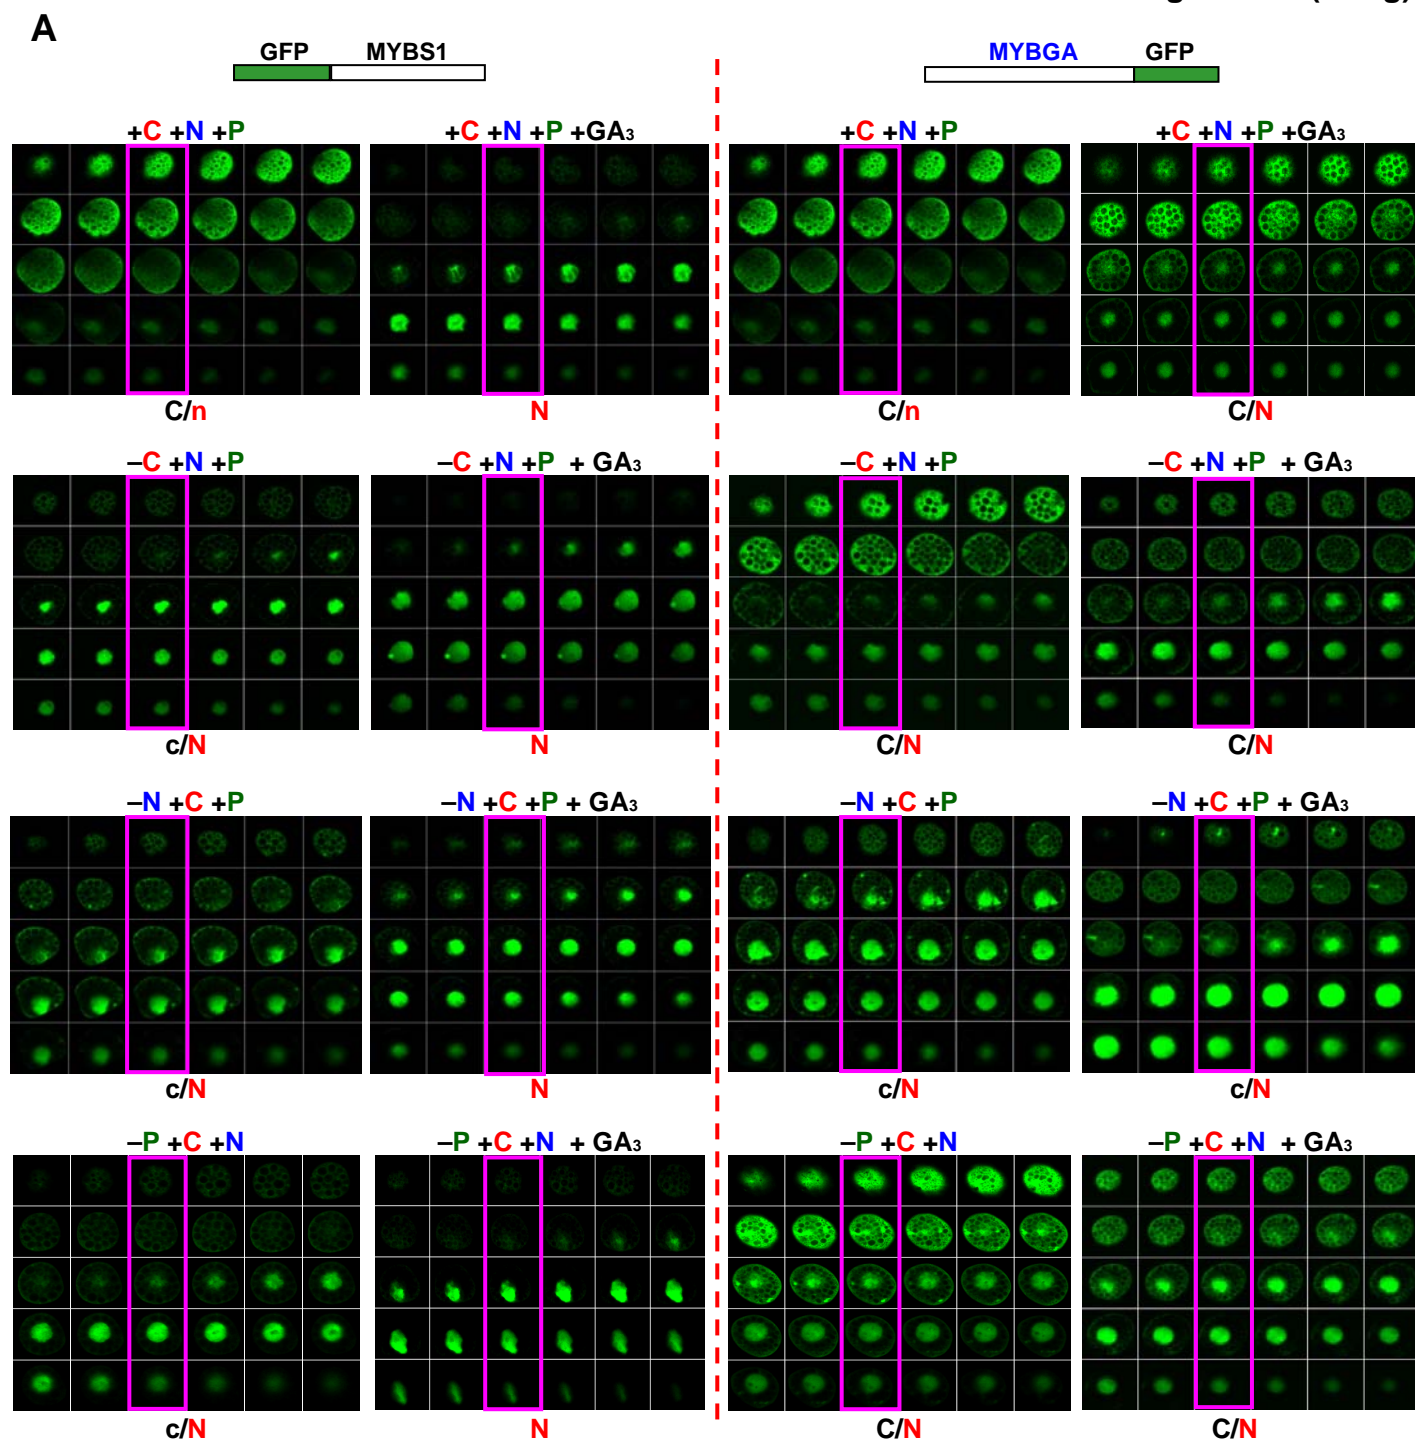 A
GFP MYBS1 MYBGA GFP
+C +N +P +C +N +P +GA3 +C +N +P +C +N +P +GA3
C/n N C/n C/N
–C +N +P –C +N +P + GA3 –C +N +P –C +N +P + GA3
c/N N C/N C/N
–N +C +P –N +C +P + GA3 –N +C +P –N +C +P + GA3
c/N N c/N c/N
–P +C +N –P +C +N + GA3 –P +C +N –P +C +N + GA3
c/N N C/N C/N